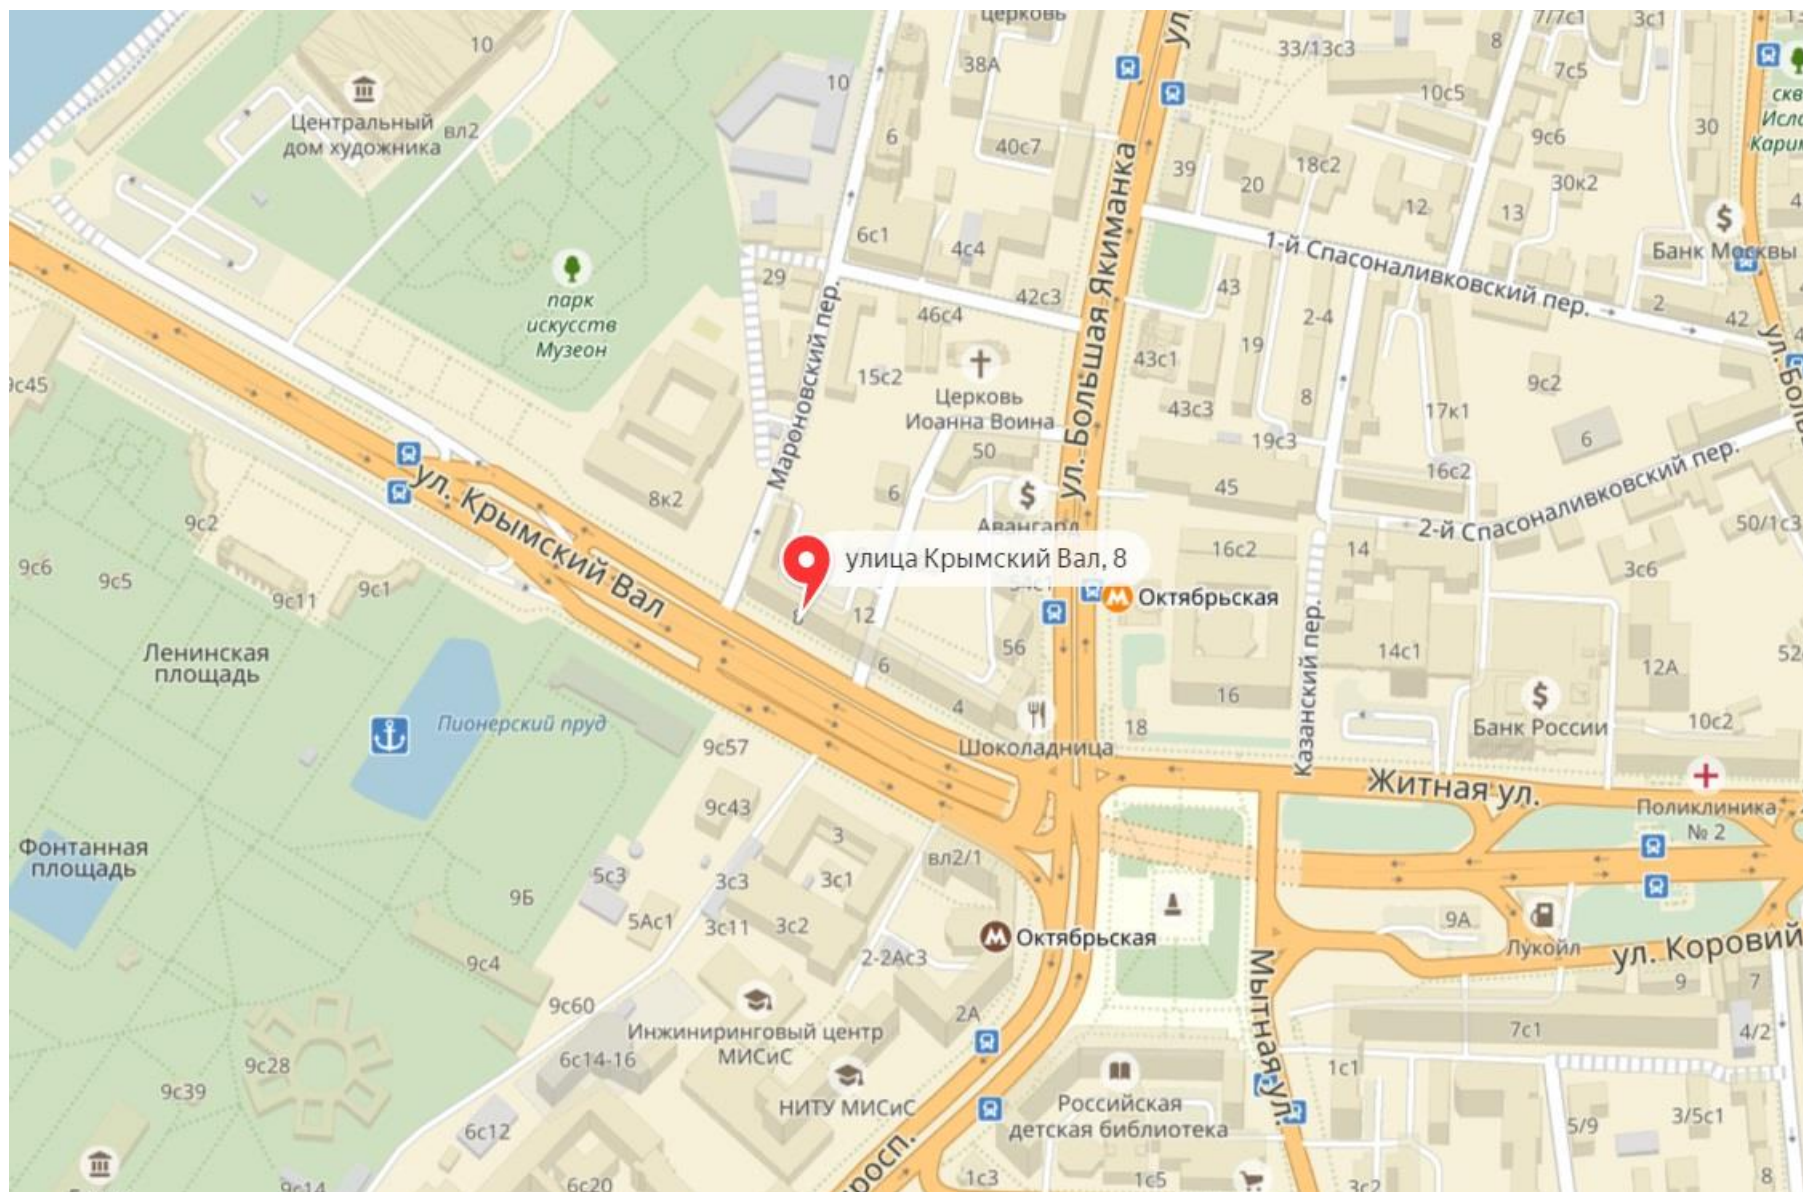 церковь
ул.
7/7с1
3с1
10
33/13с3
8
38А
7с5
10
10с5
Центральный
дом художника
вл2
6
40с7
9с6
30
39
18с2
20
30к2
12
13
6с1
4с4
1-й Спасоналивковский пер.
Банк Москвы
29
43
42с3
2
парк
искусств
Музеон
46с4
2-4
42
ул. Большая Якиманка
Мароновский пер.
19
43с1
15с2
9с2
9с45
Церковь
Иоанна Воина
8
43с3
17к1
19с3
6
50
16с2
45
6
8к2
2-й Спасоналивковский пер.
ул. Крымский Вал
9с2
Авангард
50/1с3
16с2
14
улица Крымский Вал, 8
9с6
9с5
3с6
9с1
9с11
54с1
Октябрьская
8
12
Казанский пер.
56
14с1
Ленинская
площадь
6
12А
52
16
4
Пионерский пруд
18
Банк России
10с2
9с57
Шоколадница
Житная ул.
9с43
Поликлиника
№ 2
3
Фонтанная
площадь
вл2/1
5с3
3с3
3с1
9Б
5Ас1
3с11
3с2
9А
Октябрьская
Лукойл
ул. Коровий
2-2Ас3
9с4
Мытная ул.
9
7
9с60
2А
Инжиниринговый центр
МИСиС
7с1
4/2
6с14-16
9с28
1с1
9с39
НИТУ МИСиС
Российская
детская библиотека
3/5с1
5/9
6с12
1с3
1с5
8
9с14
6с20
3с2